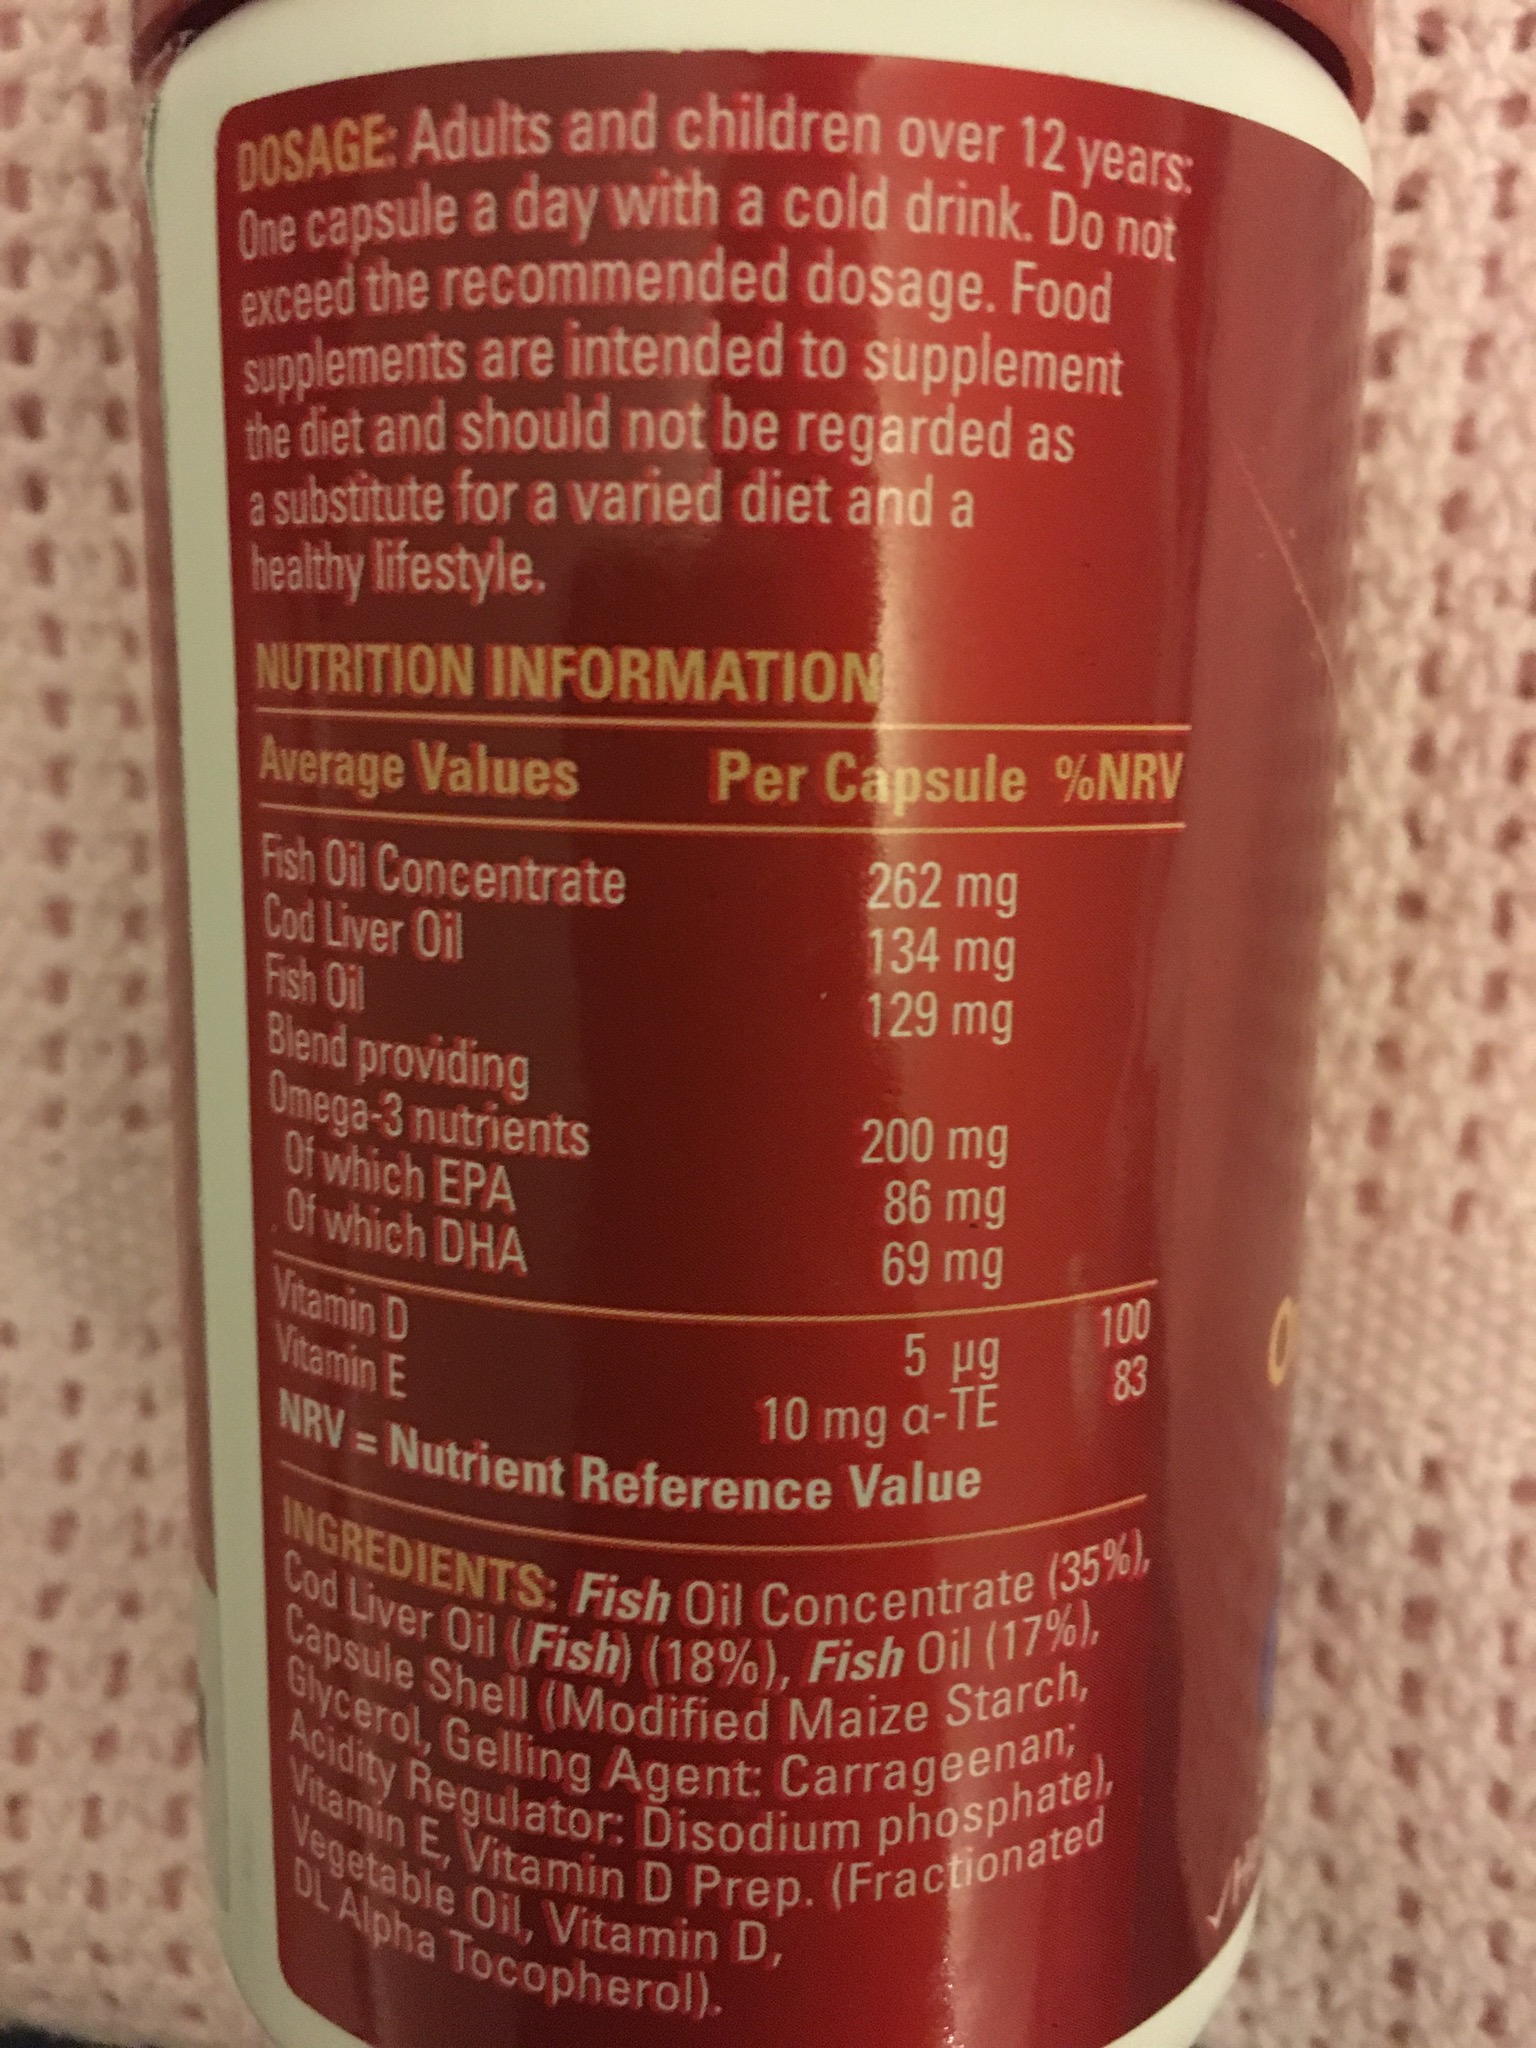 DOSAGE: Adults and children over 12 years:
One capsule a day with a cold drink. Do not
exceed the recommended dosage. Food
supplements are intended to supplement
the diet and should not be regarded as
a substitute for a varied diet and a
healthy lifestyle.
NUTRITION INFORMATION
Average Values Per Capsule %NRV
Fish Oil Concentrate 262 mg
Cod Liver Oil 134 mg
Fish Oil 129 mg
Blend providing
Omega-3 nutrients 200 mg
Of which EPA 86 mg
Of which DHA 69 mg
Vitamin D 5 µg 100
Vitamin E 10 mg α-TE 83
NRV = Nutrient Reference Value
INGREDIENTS: Fish Oil Concentrate (35%),
Cod Liver Oil (Fish) (18%), Fish Oil (17%),
Capsule Shell (Modified Maize Starch,
Glycerol, Gelling Agent: Carrageenan;
Acidity Regulator: Disodium phosphate),
Vitamin E, Vitamin D Prep. (Fractionated
Vegetable Oil, Vitamin D,
DL Alpha Tocopherol).